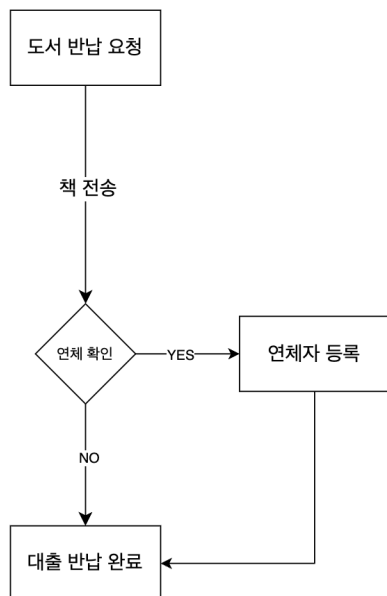 도서 반납 요청
책 전송
연체 확인
YES
연체자 등록
NO
대출 반납 완료